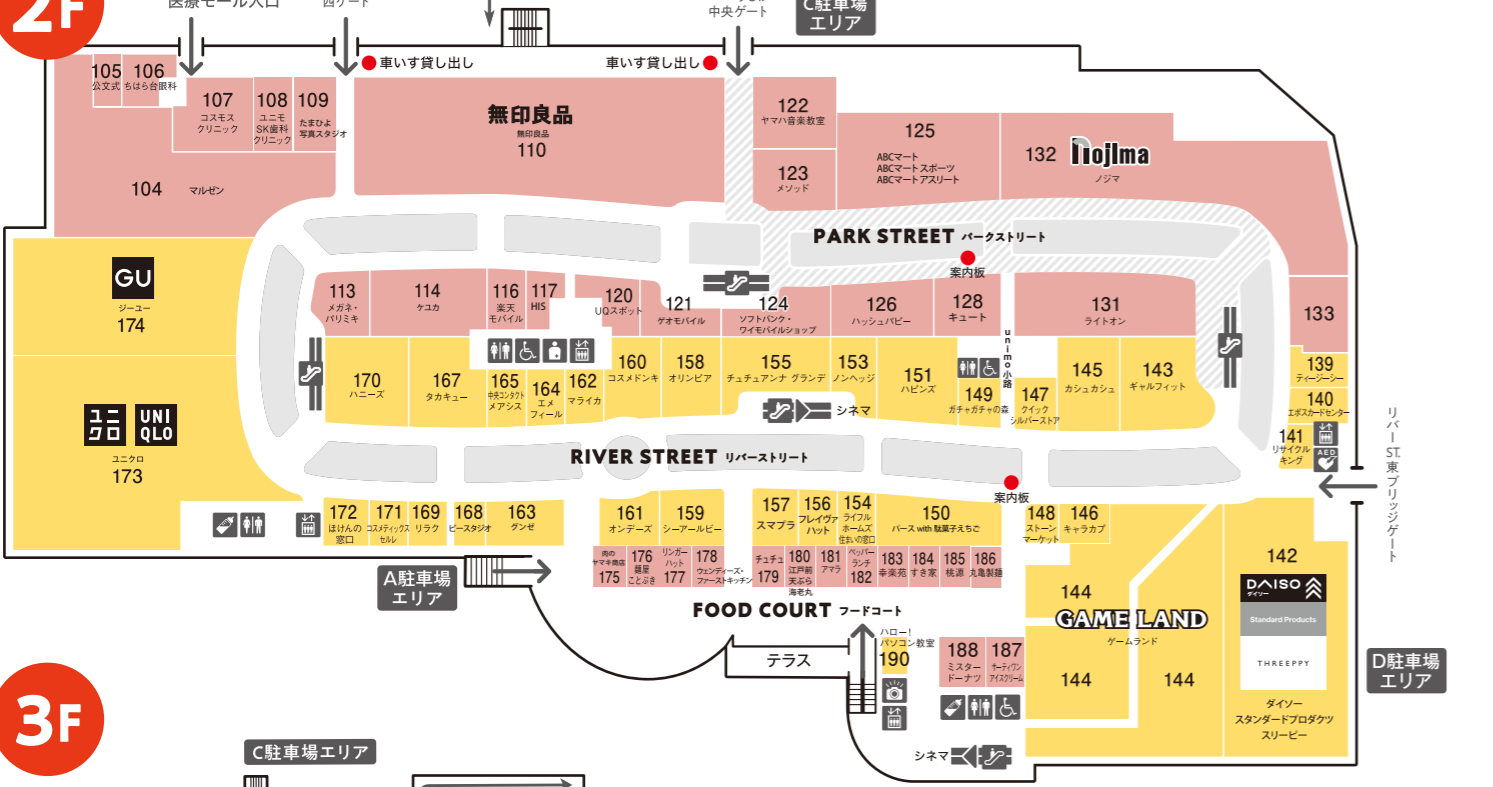 2F
医療モール入口
西ゲート
中央ゲート
C駐車場
エリア
車いす貸し出し
車いす貸し出し
105
公文式
106
ちはら台眼科
107
コスモス
クリニック
108
ユニモ
SK歯科
クリニック
109
たまひよ
写真スタジオ
無印良品
無印良品
110
122
ヤマハ音楽教室
123
メソッド
125
ABCマート
ABCマートスポーツ
ABCマートアスリート
132
nojima
ノジマ
104
マルゼン
PARK STREET パークストリート
案内板
GU
ジーユー
174
113
メガネ・
パリミキ
114
ケユカ
116
楽天
モバイル
117
HIS
120
UQスポット
121
ゲオモバイル
124
ソフトバンク・
ワイモバイルショップ
126
ハッシュパピー
128
キュート
unimo小路
131
ライトオン
133
170
ハニーズ
167
タカキュー
165
中央コンタクト
メアシス
164
エメ
フィール
162
マライカ
160
コスメドンキ
158
オリンピア
155
チュチュアンナ グランデ
153
ノンヘッジ
151
ハピンズ
149
ガチャガチャの森
147
クイック
シルバーストア
145
カシュカシュ
143
ギャルフィット
139
ティージーシー
140
エポスカードセンター
141
リサイクル
キング
AED
シネマ
ユニ
クロ
UNI
QLO
ユニクロ
173
RIVER STREET リバーストリート
案内板
リバーST.東ブリッジゲート
172
ほけんの
窓口
171
コスメティックス
セルレ
169
リラク
168
ビースタジオ
163
グンゼ
161
オンデーズ
159
シーアールビー
157
スマプラ
156
フレイヴァ
ハット
154
ライフル
ホームズ
住まいの窓口
150
バース with 駄菓子えちご
148
ストーン
マーケット
146
キャラカプ
肉の
ヤマキ商店
175
176
麺屋
ことぶき
リンガー
ハット
177
178
ウェンディーズ・
ファーストキッチン
チュチュ
179
180
江戸前
天ぷら
海老丸
181
アマラ
ペッパー
ランチ
182
183
幸楽苑
184
すき家
185
桃源
186
丸亀製麺
A駐車場
エリア
FOOD COURT フードコート
テラス
ハロー!
パソコン教室
190
188
ミスター
ドーナツ
187
サーティワン
アイスクリーム
144
GAME LAND
ゲームランド
144
144
142
DAISO
ダイソー
Standard Products
THREEPPY
ダイソー
スタンダードプロダクツ
スリーピー
D駐車場
エリア
シネマ
3F
C駐車場エリア